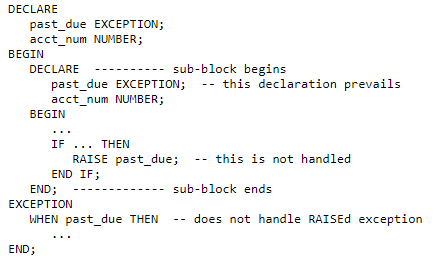 DECLARE
   past_due EXCEPTION;
   acct_num NUMBER;
BEGIN
   DECLARE  ---------- sub-block begins
      past_due EXCEPTION;  -- this declaration prevails
      acct_num NUMBER;
   BEGIN
      ...
      IF ... THEN
         RAISE past_due;  -- this is not handled
      END IF;
   END;  ------------- sub-block ends
EXCEPTION
   WHEN past_due THEN  -- does not handle RAISEd exception
      ...
END;